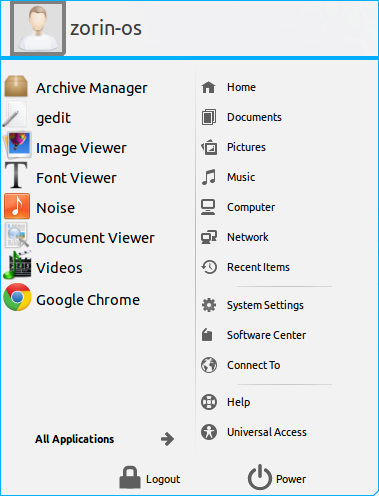 zorin-os
Archive Manager
gedit
Image Viewer
Font Viewer
Noise
Document Viewer
Videos
Google Chrome
All Applications
Home
Documents
Pictures
Music
Computer
Network
Recent Items
System Settings
Software Center
Connect To
Help
Universal Access
Logout
Power